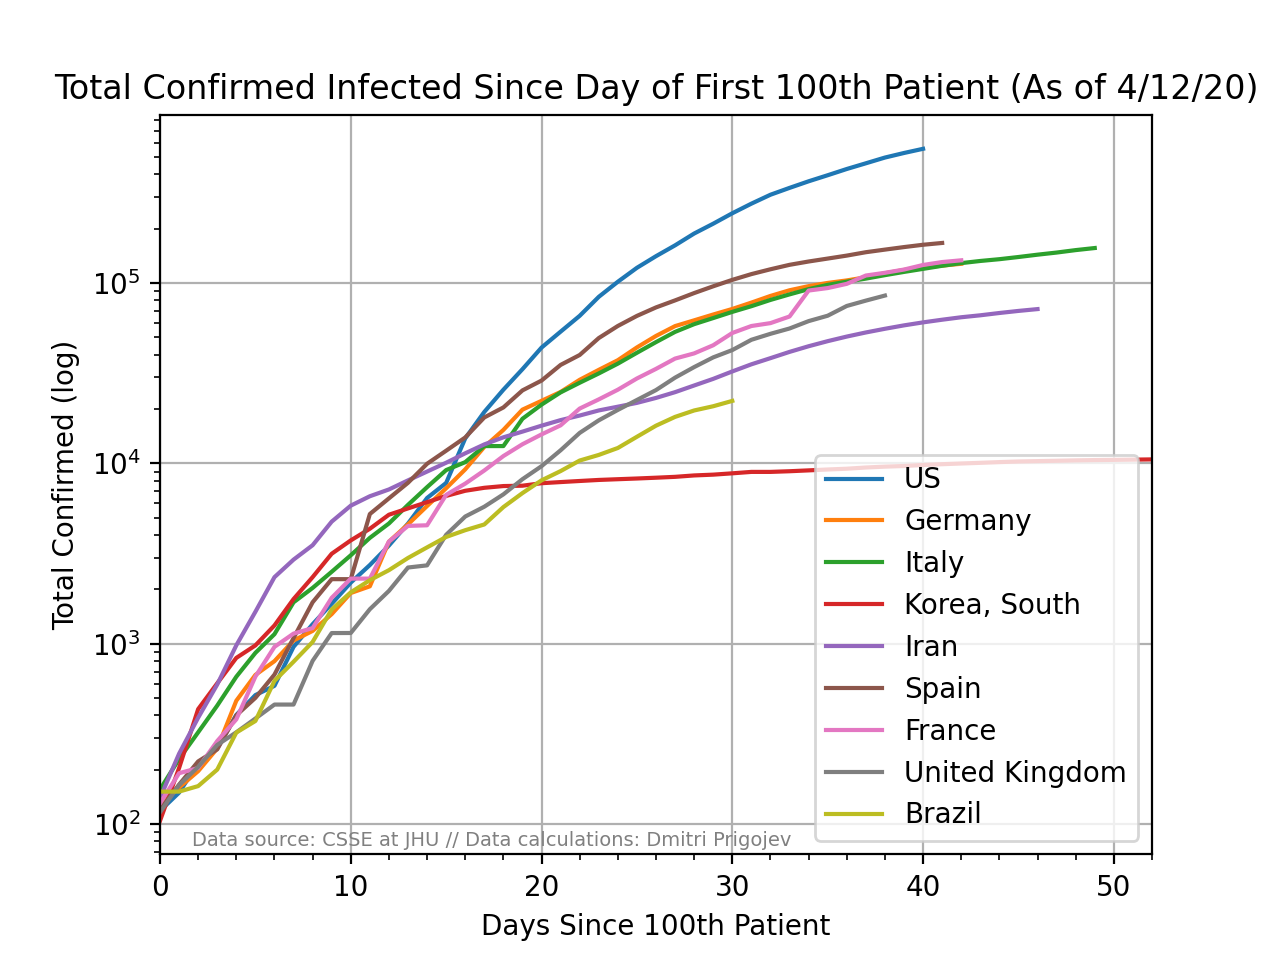 Total Confirmed Infected Since Day of First 100th Patient (As of 4/12/20)
Total Confirmed (log)
10^5
10^4
10^3
10^2
US
Germany
Italy
Korea, South
Iran
Spain
France
United Kingdom
Brazil
Data source: CSSE at JHU // Data calculations: Dmitri Prigojev
0 10 20 30 40 50
Days Since 100th Patient